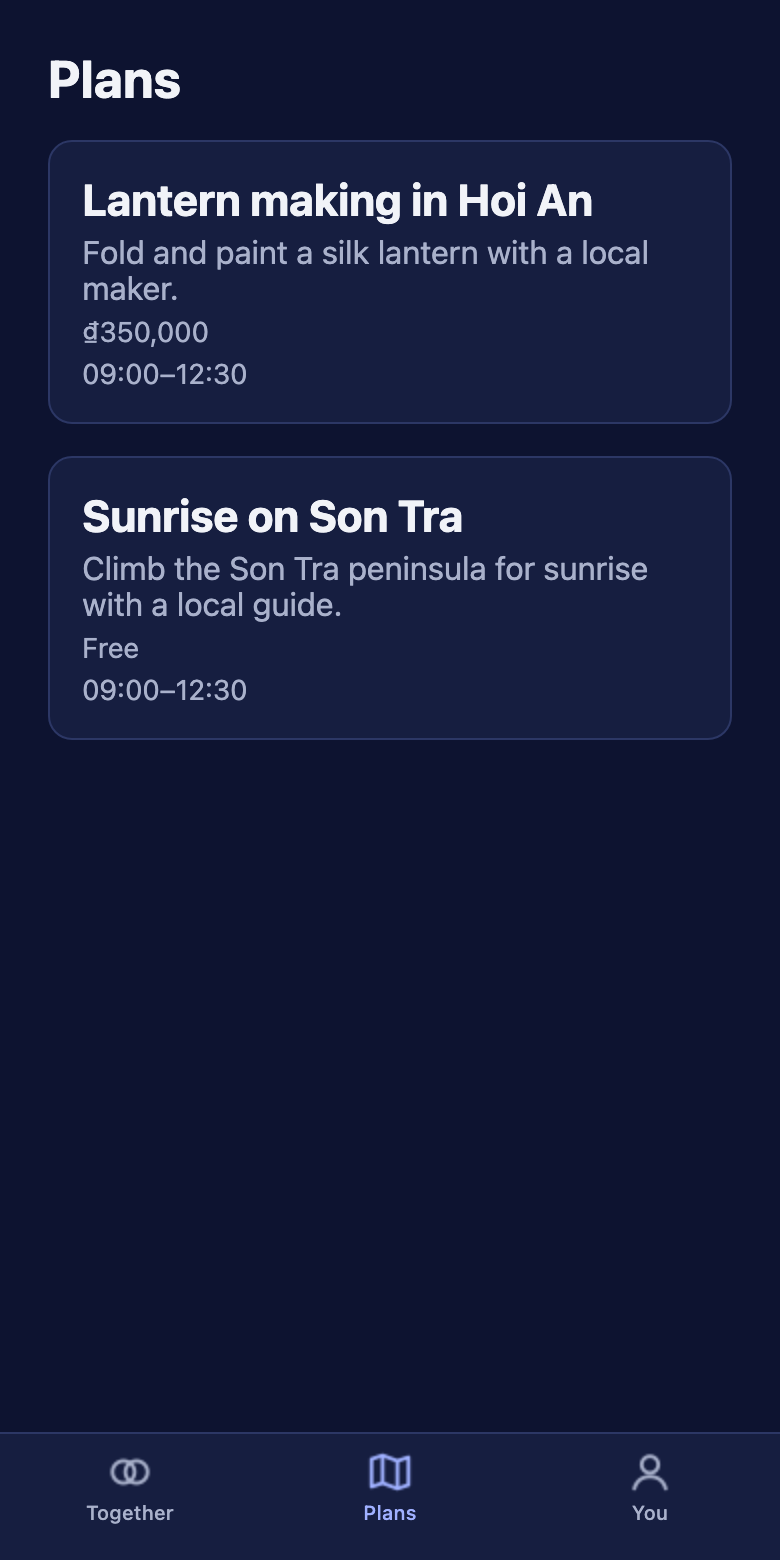 Plans
Lantern making in Hoi An
Fold and paint a silk lantern with a local
maker.
₫350,000
09:00–12:30
Sunrise on Son Tra
Climb the Son Tra peninsula for sunrise
with a local guide.
Free
09:00–12:30
Together
Plans
You